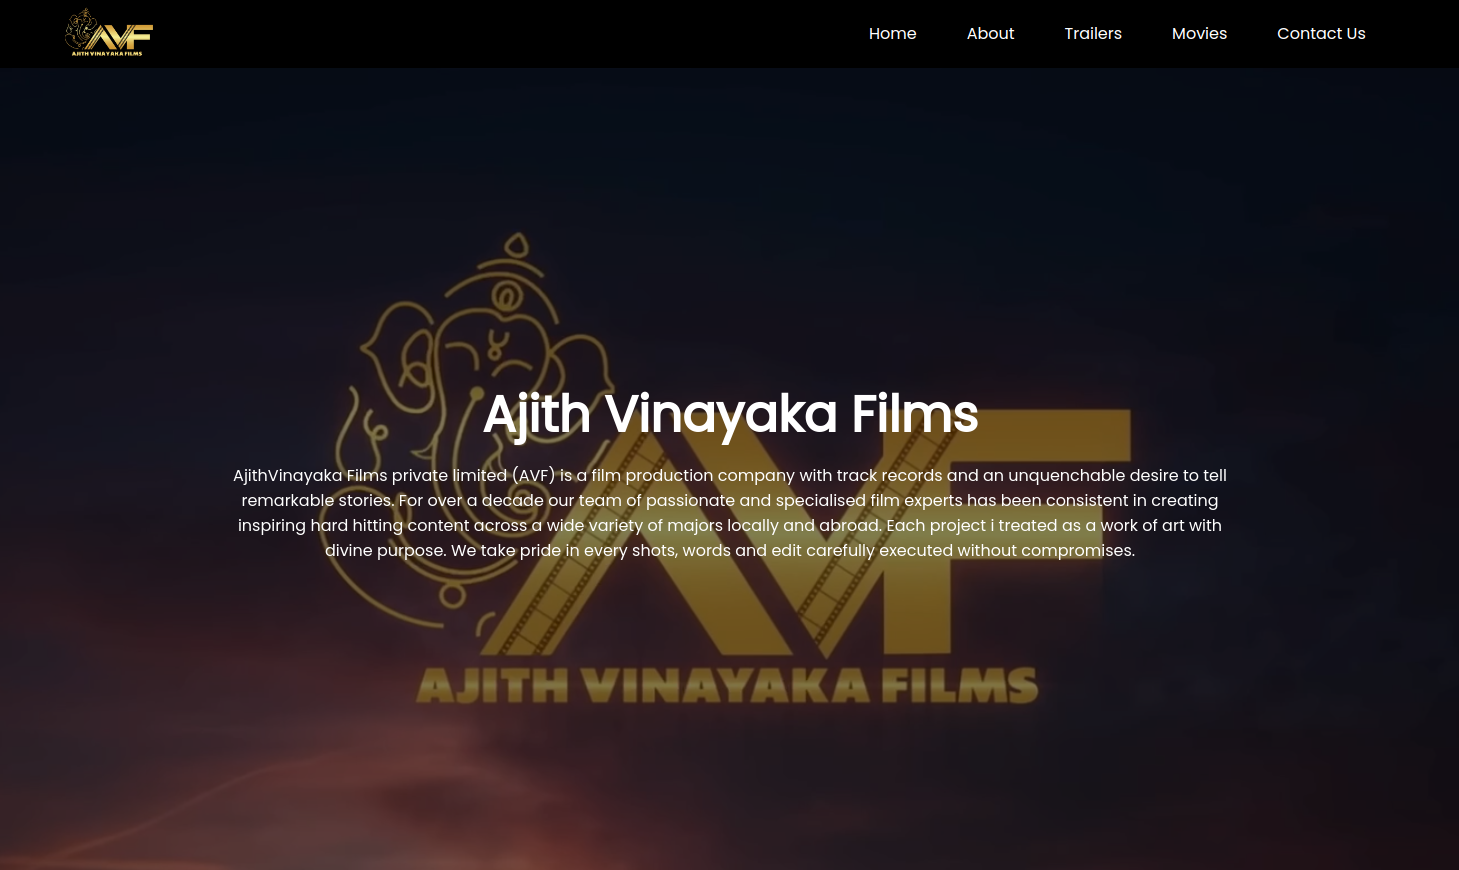 AVF
AJITH VINAYAKA FILMS
Home About Trailers Movies Contact Us
Ajith Vinayaka Films
AjithVinayaka Films private limited (AVF) is a film production company with track records and an unquenchable desire to tell
remarkable stories. For over a decade our team of passionate and specialised film experts has been consistent in creating
inspiring hard hitting content across a wide variety of majors locally and abroad. Each project i treated as a work of art with
divine purpose. We take pride in every shots, words and edit carefully executed without compromises.
AVF
AJITH VINAYAKA FILMS